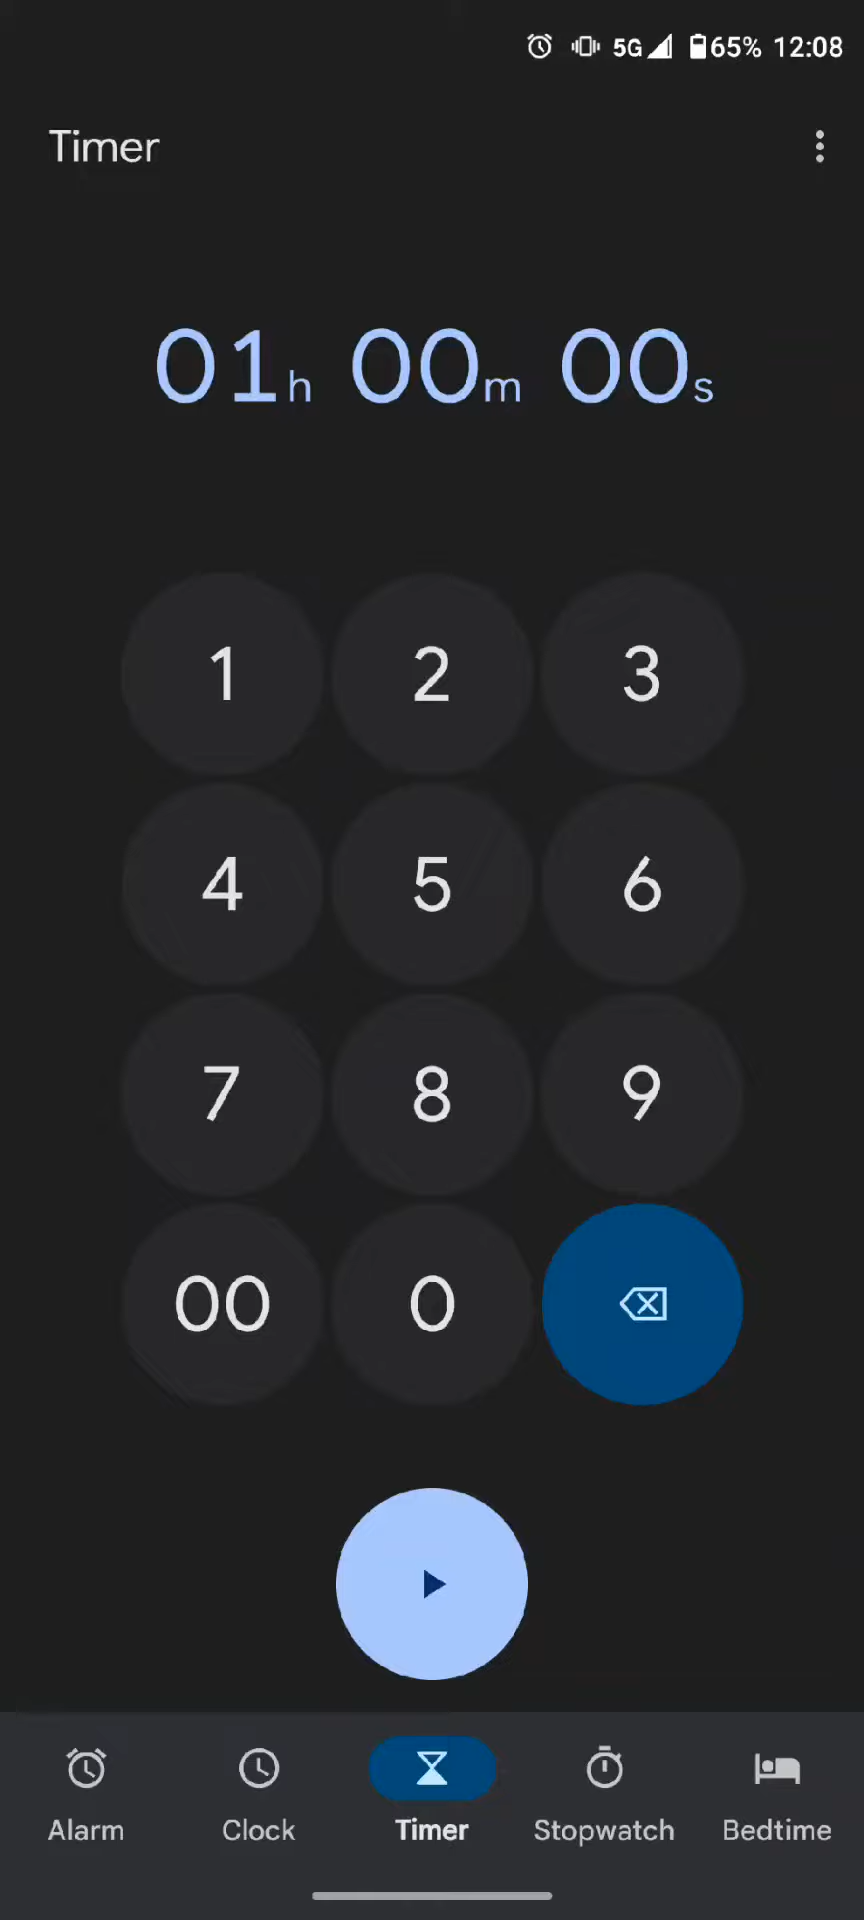 5G 65% 12:08
Timer
01h 00m 00s
1 2 3
4 5 6
7 8 9
00 0
Alarm Clock Timer Stopwatch Bedtime